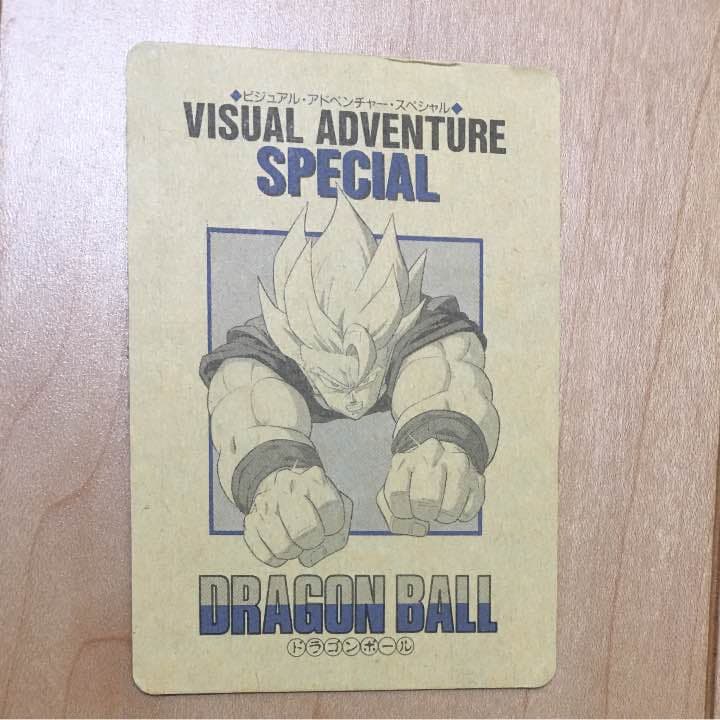 ◆ビジュアル・アドベンチャー・スペシャル◆
VISUAL ADVENTURE
SPECIAL
DRAGON BALL
ドラゴンボール